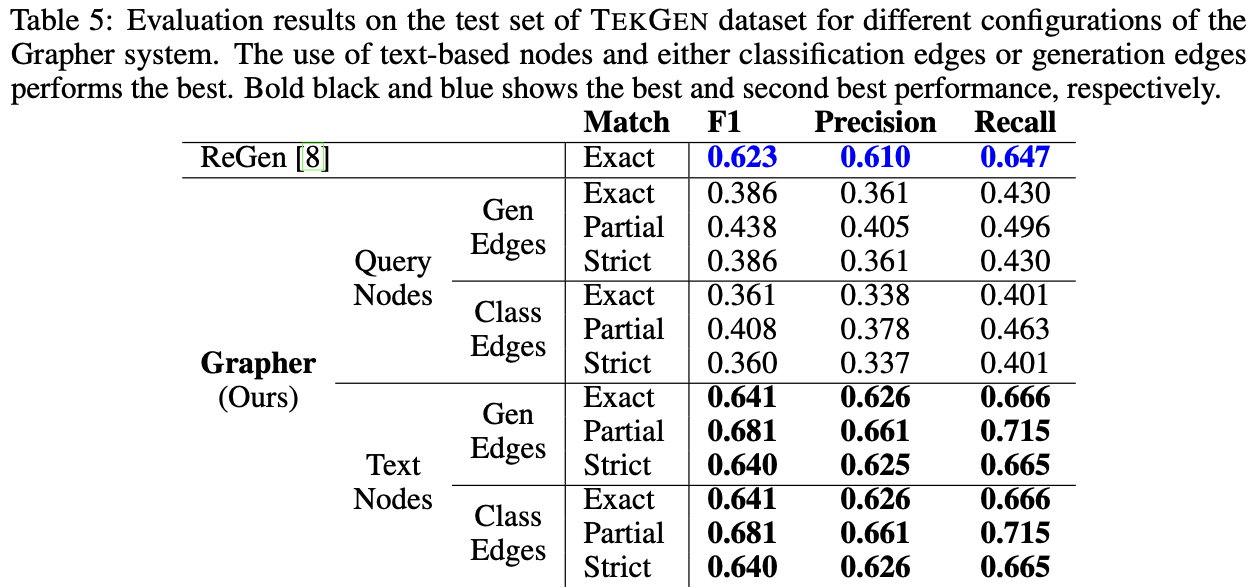 Table 5: Evaluation results on the test set of TEKGEN dataset for different configurations of the
Grapher system. The use of text-based nodes and either classification edges or generation edges
performs the best. Bold black and blue shows the best and second best performance, respectively.
Match F1 Precision Recall
ReGen [8] Exact 0.623 0.610 0.647
Grapher (Ours) Query Nodes Gen Edges Exact 0.386 0.361 0.430
Partial 0.438 0.405 0.496
Strict 0.386 0.361 0.430
Class Edges Exact 0.361 0.338 0.401
Partial 0.408 0.378 0.463
Strict 0.360 0.337 0.401
Text Nodes Gen Edges Exact 0.641 0.626 0.666
Partial 0.681 0.661 0.715
Strict 0.640 0.625 0.665
Class Edges Exact 0.641 0.626 0.666
Partial 0.681 0.661 0.715
Strict 0.640 0.626 0.665